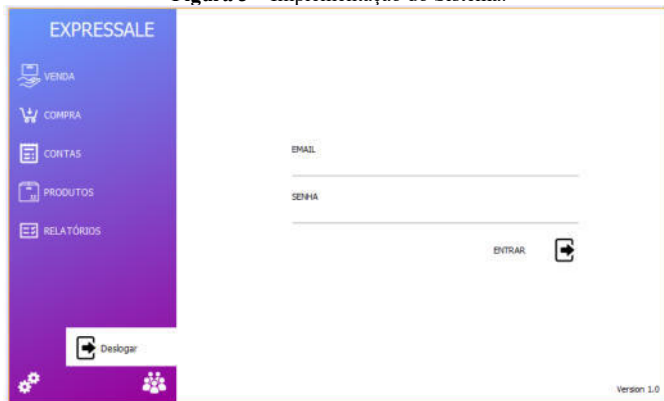 EXPRESSALE
VENDA
COMPRA
CONTAS
PRODUTOS
RELATÓRIOS
Deslogar
EMAIL
SENHA
ENTRAR
Version 1.0